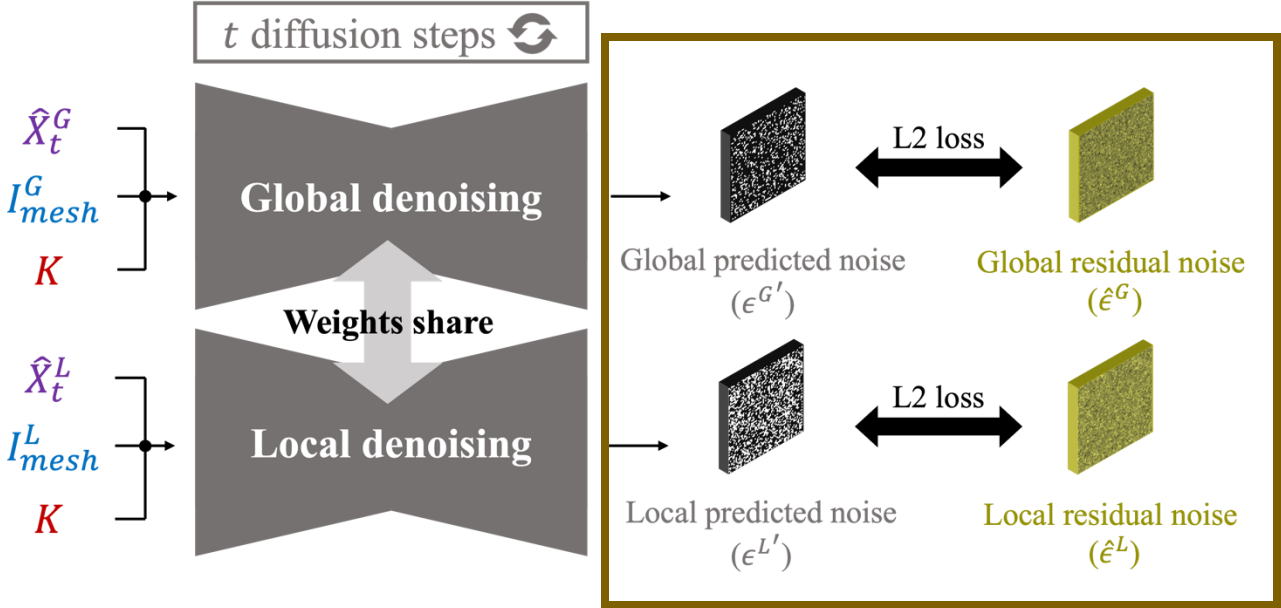 t diffusion steps
X̂_t^G
I_mesh^G
K
Global denoising
L2 loss
Global predicted noise
(ϵ^G′)
Global residual noise
(ϵ̂^G)
Weights share
X̂_t^L
I_mesh^L
K
Local denoising
L2 loss
Local predicted noise
(ϵ^L′)
Local residual noise
(ϵ̂^L)